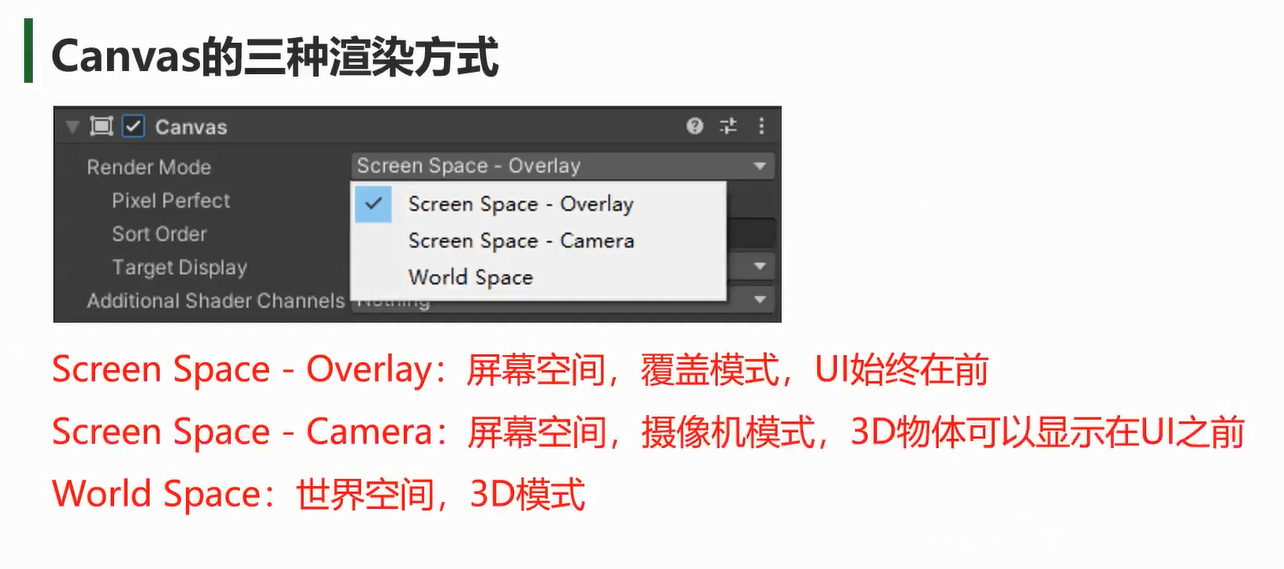 Canvas的三种渲染方式
Canvas
Render Mode Screen Space - Overlay
Pixel Perfect Screen Space - Overlay
Sort Order Screen Space - Camera
Target Display World Space
Additional Shader Channels Nothing
Screen Space - Overlay：屏幕空间，覆盖模式，UI始终在前
Screen Space - Camera：屏幕空间，摄像机模式，3D物体可以显示在UI之前
World Space：世界空间，3D模式